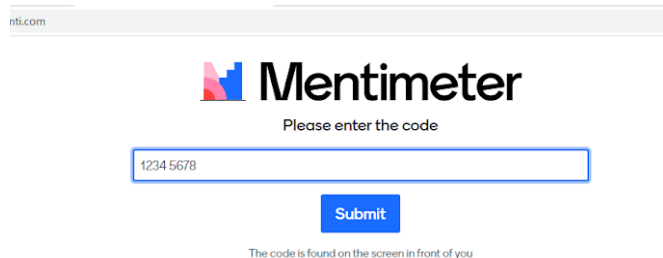 nti.com
Mentimeter
Please enter the code
1234 5678
Submit
The code is found on the screen in front of you